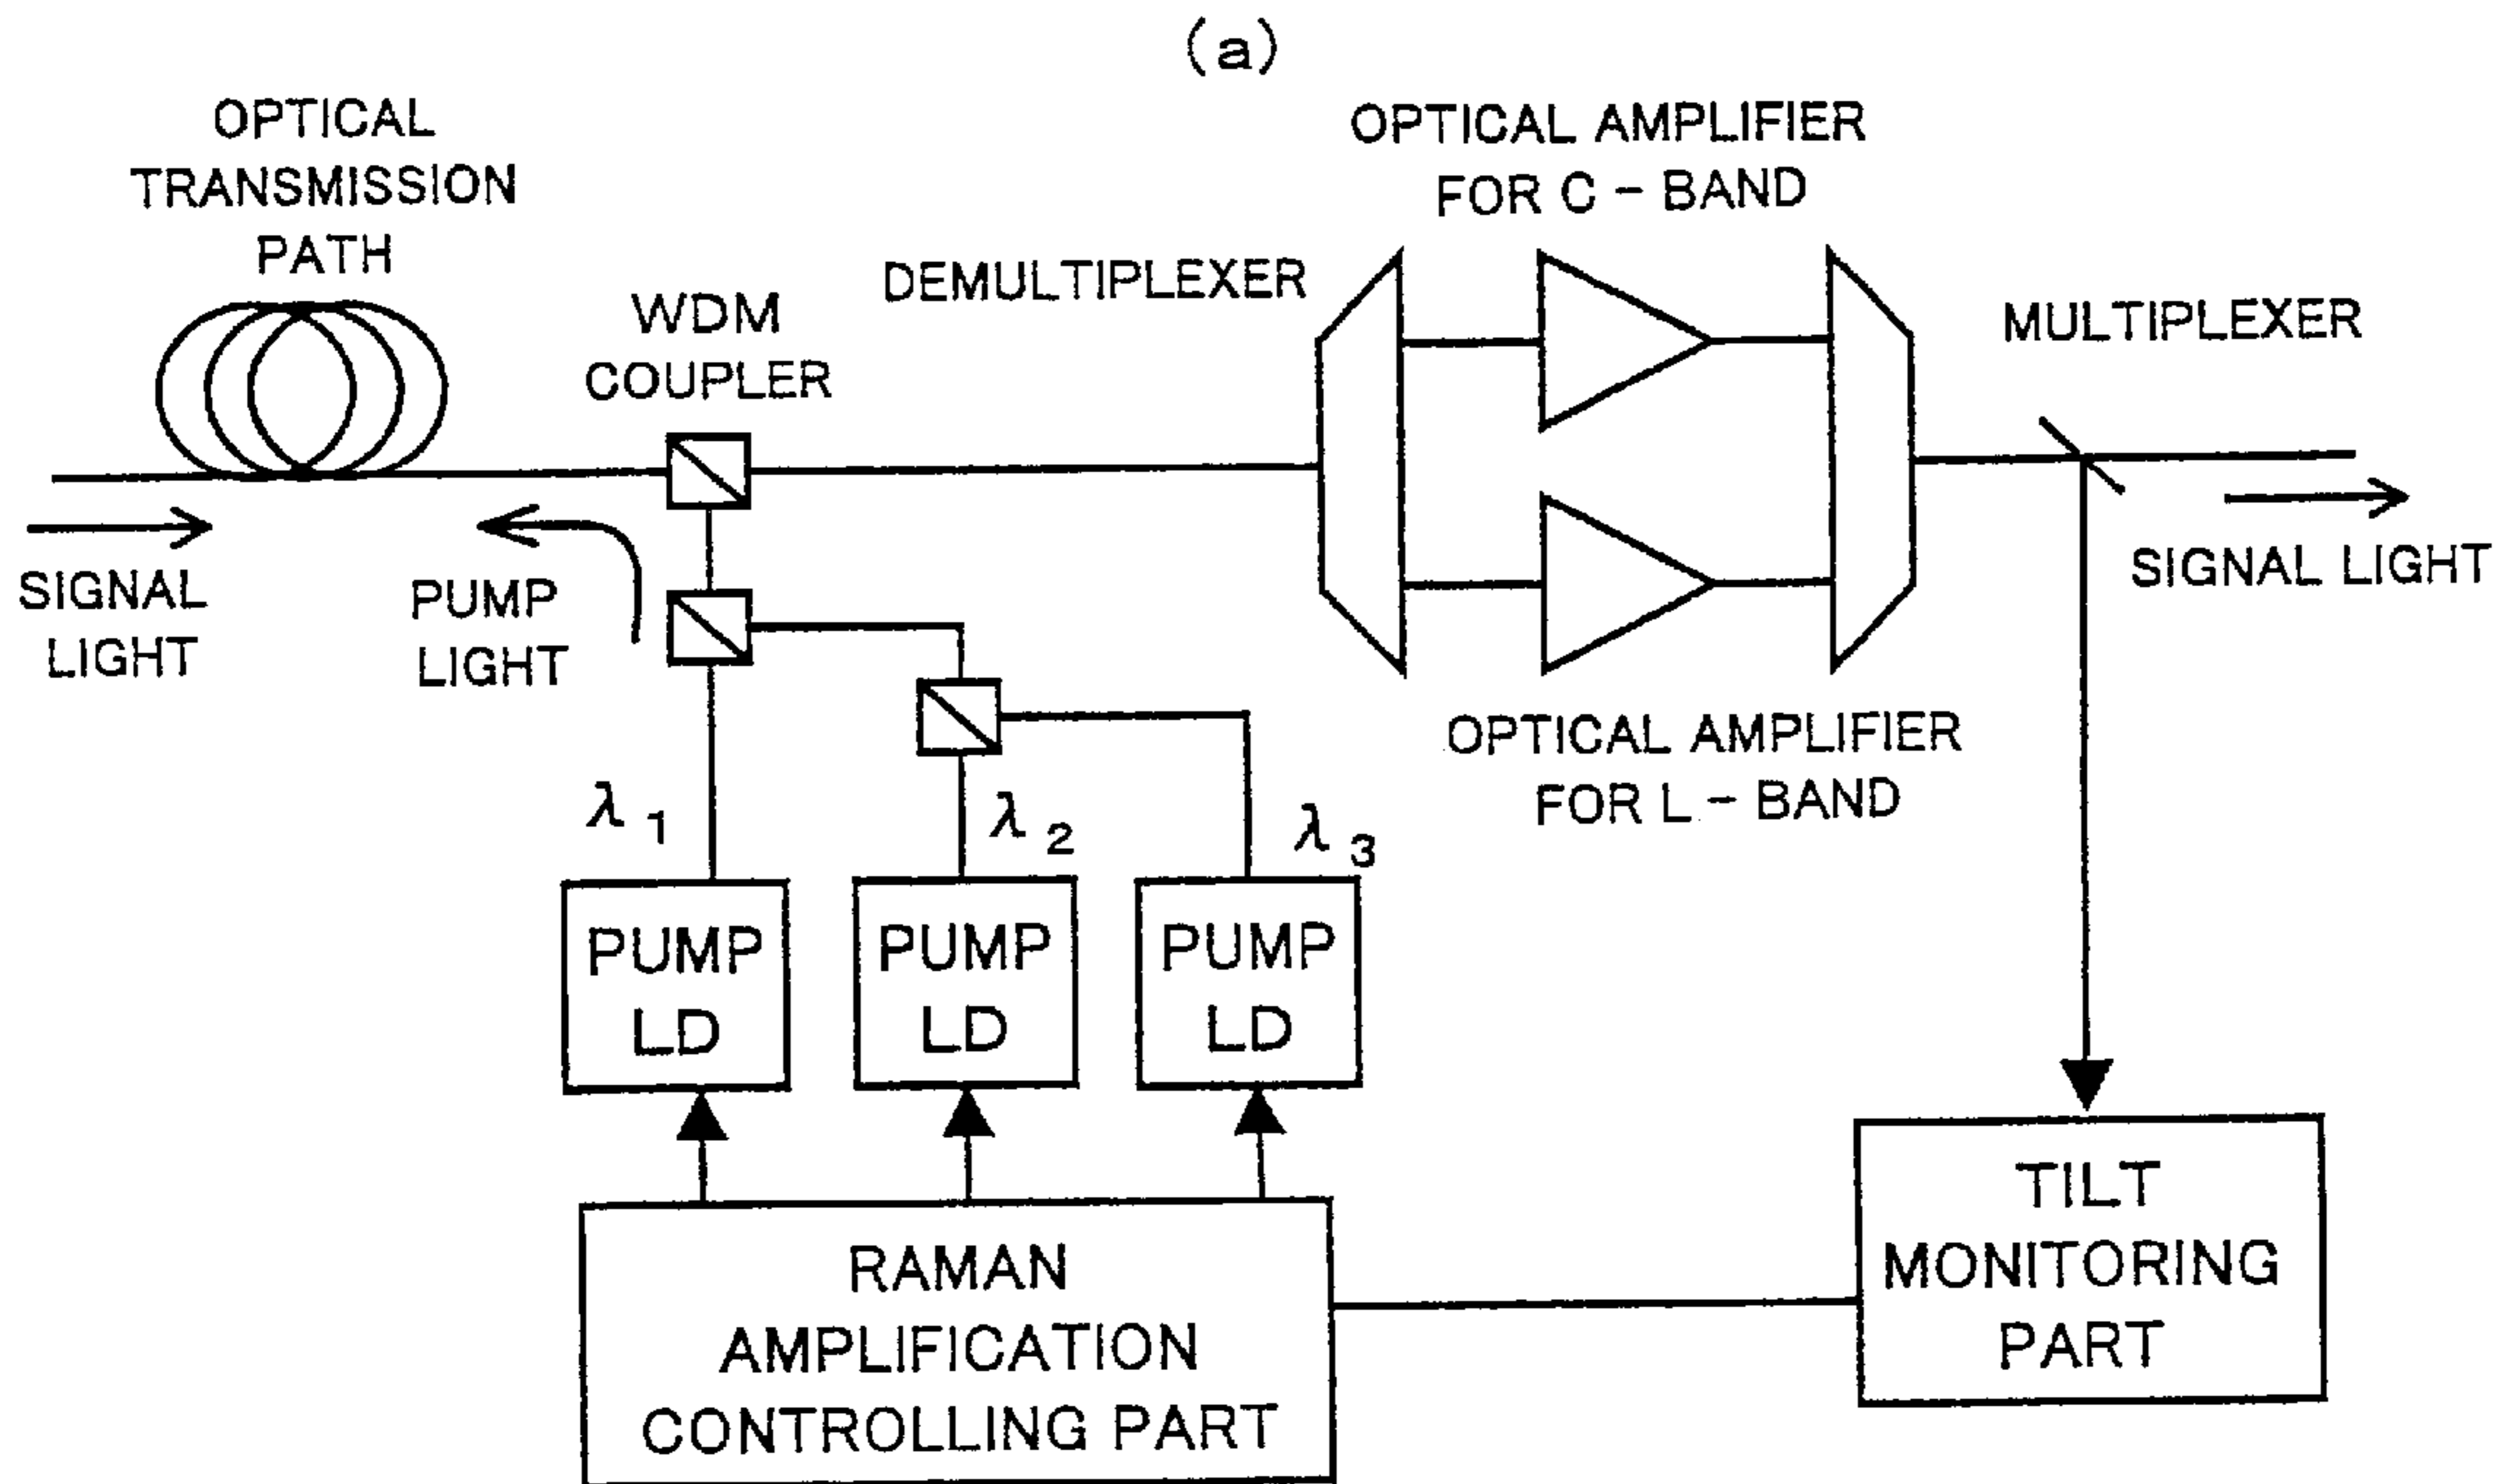 (a)
OPTICAL
TRANSMISSION
PATH
OPTICAL AMPLIFIER
FOR C - BAND
DEMULTIPLEXER
WDM
COUPLER
MULTIPLEXER
SIGNAL
LIGHT
PUMP
LIGHT
SIGNAL LIGHT
OPTICAL AMPLIFIER
FOR L - BAND
λ 1
λ 2
λ 3
PUMP
LD
PUMP
LD
PUMP
LD
TILT
MONITORING
PART
RAMAN
AMPLIFICATION
CONTROLLING PART